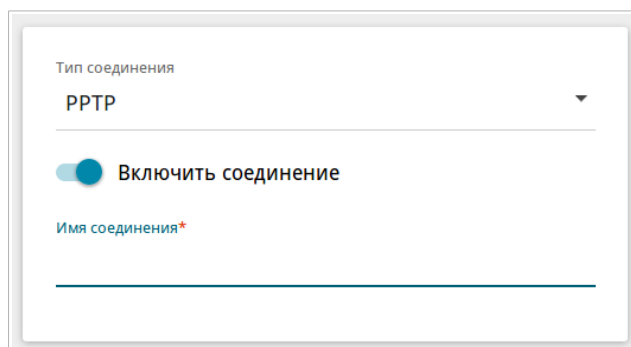 Тип соединения
PPTP
Включить соединение
Имя соединения*